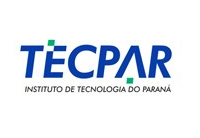 TECPAR
INSTITUTO DE TECNOLOGIA DO PARANÁ